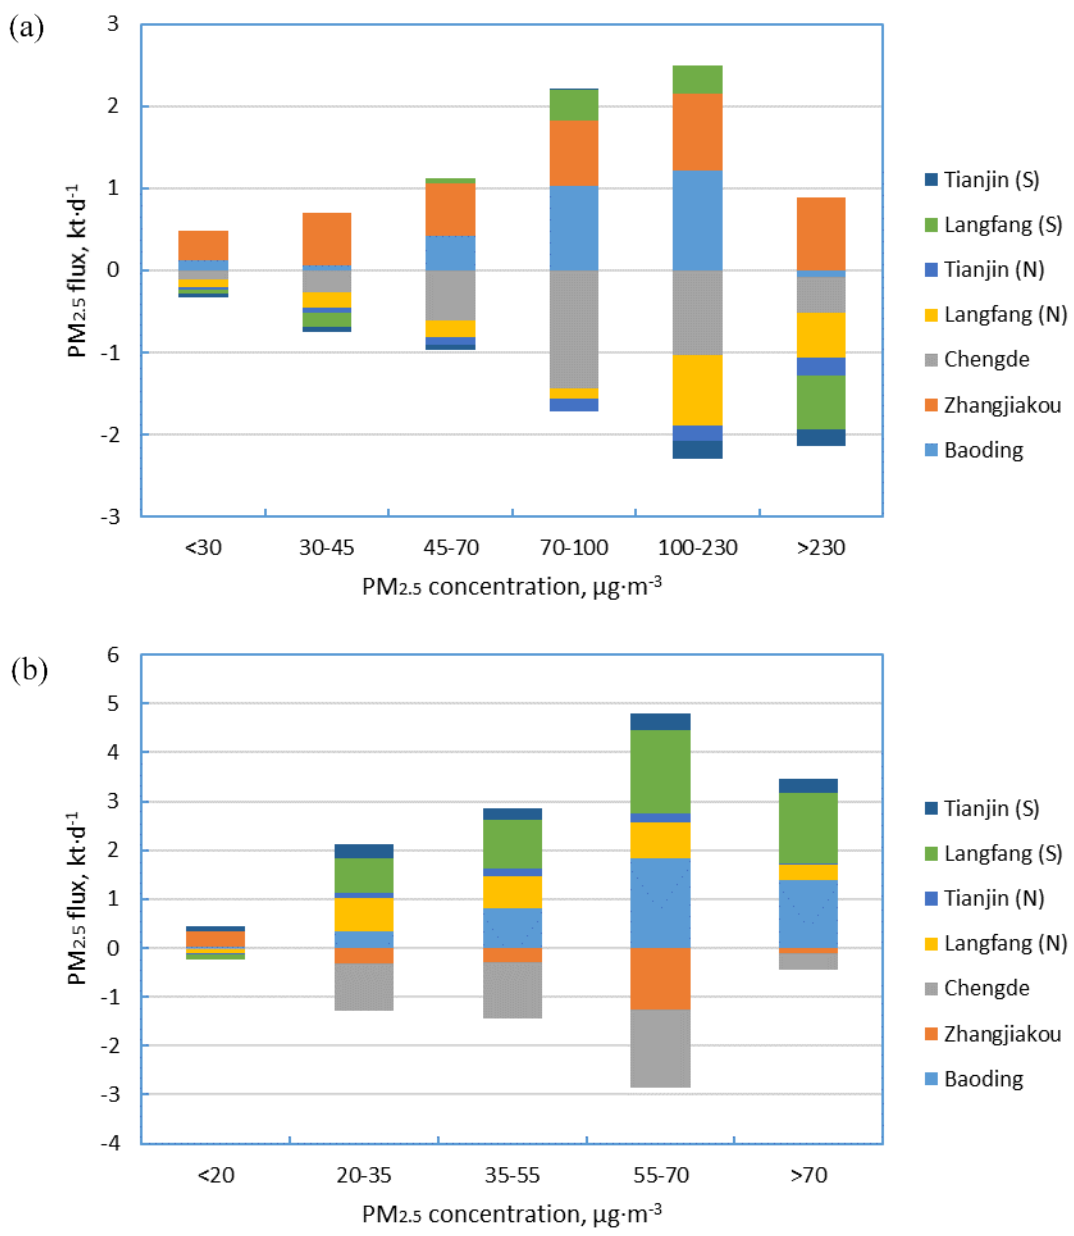 (a)
3
2
1
0
-1
-2
-3
PM2.5 flux, kt·d-1
<30 30-45 45-70 70-100 100-230 >230
PM2.5 concentration, μg·m-3
Tianjin (S)
Langfang (S)
Tianjin (N)
Langfang (N)
Chengde
Zhangjiakou
Baoding
(b)
6
5
4
3
2
1
0
-1
-2
-3
-4
PM2.5 flux, kt·d-1
<20 20-35 35-55 55-70 >70
PM2.5 concentration, μg·m-3
Tianjin (S)
Langfang (S)
Tianjin (N)
Langfang (N)
Chengde
Zhangjiakou
Baoding